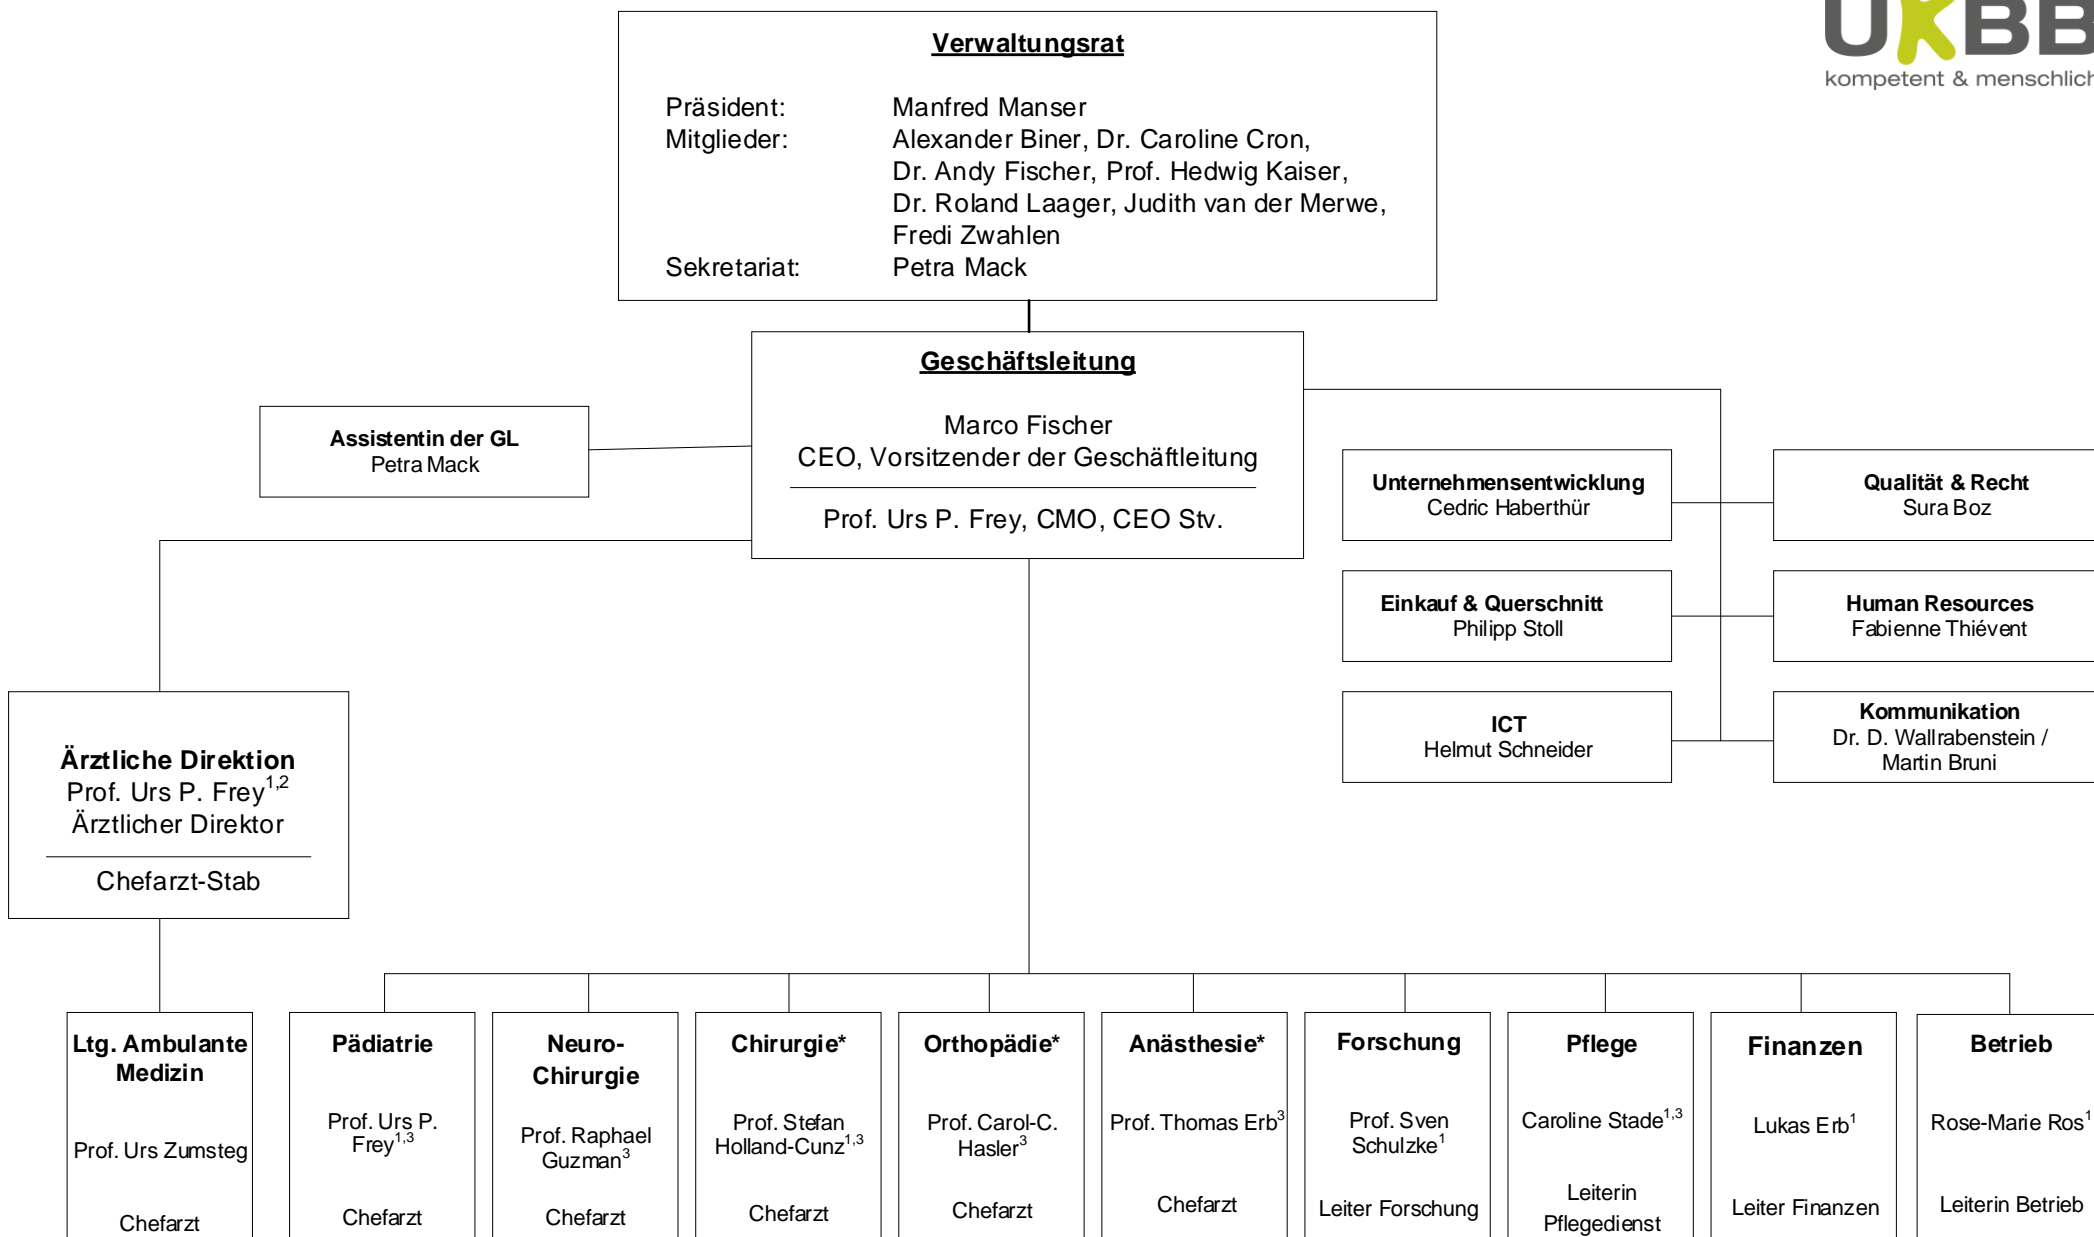 UKBB
kompetent & menschlich
Verwaltungsrat
Präsident: Manfred Manser
Mitglieder: Alexander Biner, Dr. Caroline Cron,
Dr. Andy Fischer, Prof. Hedwig Kaiser,
Dr. Roland Laager, Judith van der Merwe,
Fredi Zwahlen
Sekretariat: Petra Mack
Geschäftsleitung
Marco Fischer
CEO, Vorsitzender der Geschäftleitung
Prof. Urs P. Frey, CMO, CEO Stv.
Assistentin der GL
Petra Mack
Unternehmensentwicklung
Cedric Haberthür
Qualität & Recht
Sura Boz
Einkauf & Querschnitt
Philipp Stoll
Human Resources
Fabienne Thiévent
ICT
Helmut Schneider
Kommunikation
Dr. D. Wallrabenstein /
Martin Bruni
Ärztliche Direktion
Prof. Urs P. Frey1,2
Ärztlicher Direktor
Chefarzt-Stab
Ltg. Ambulante
Medizin
Prof. Urs Zumsteg
Chefarzt
Pädiatrie
Prof. Urs P.
Frey1,3
Chefarzt
Neuro-
Chirurgie
Prof. Raphael
Guzman3
Chefarzt
Chirurgie*
Prof. Stefan
Holland-Cunz1,3
Chefarzt
Orthopädie*
Prof. Carol-C.
Hasler3
Chefarzt
Anästhesie*
Prof. Thomas Erb3
Chefarzt
Forschung
Prof. Sven
Schulzke1
Leiter Forschung
Pflege
Caroline Stade1,3
Leiterin
Pflegedienst
Finanzen
Lukas Erb1
Leiter Finanzen
Betrieb
Rose-Marie Ros1
Leiterin Betrieb